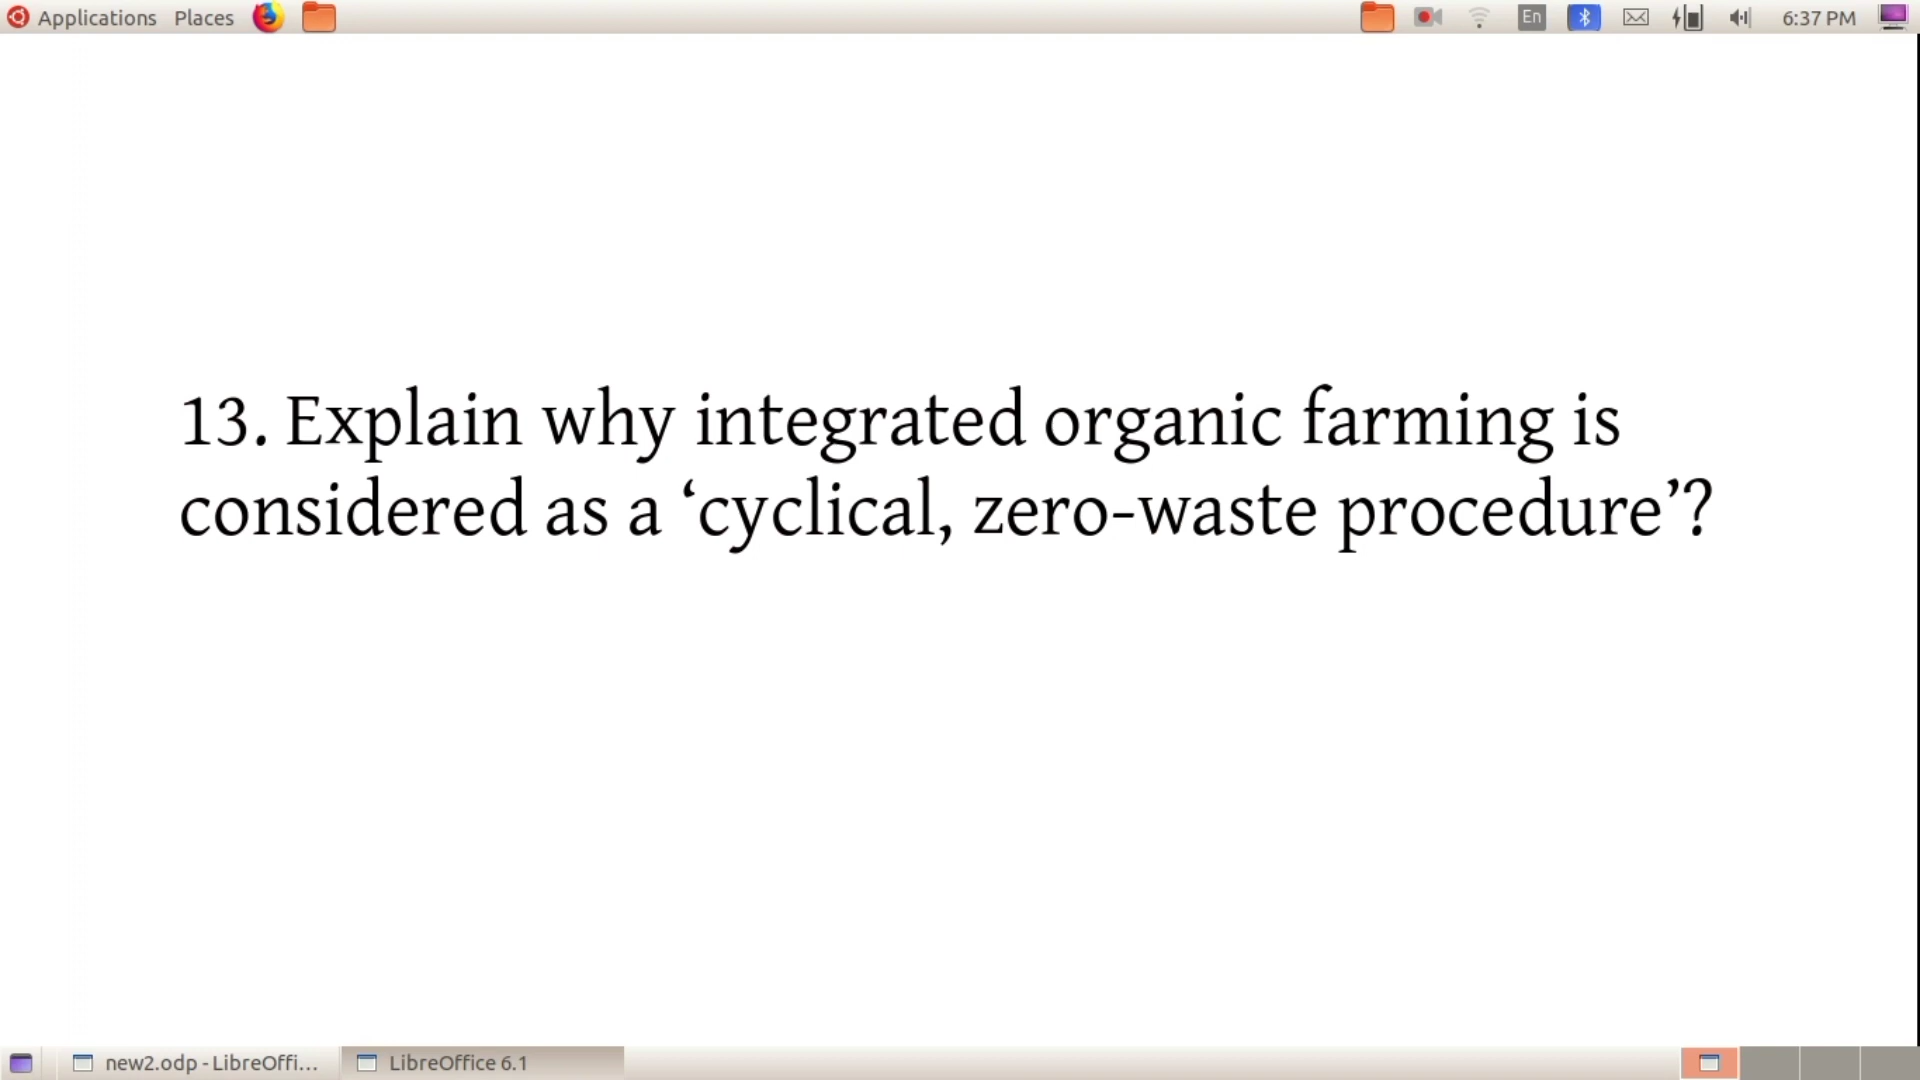 Applications Places En 6:37 PM
13. Explain why integrated organic farming is
considered as a ‘cyclical, zero-waste procedure’?
new2.odp - LibreOffi... LibreOffice 6.1